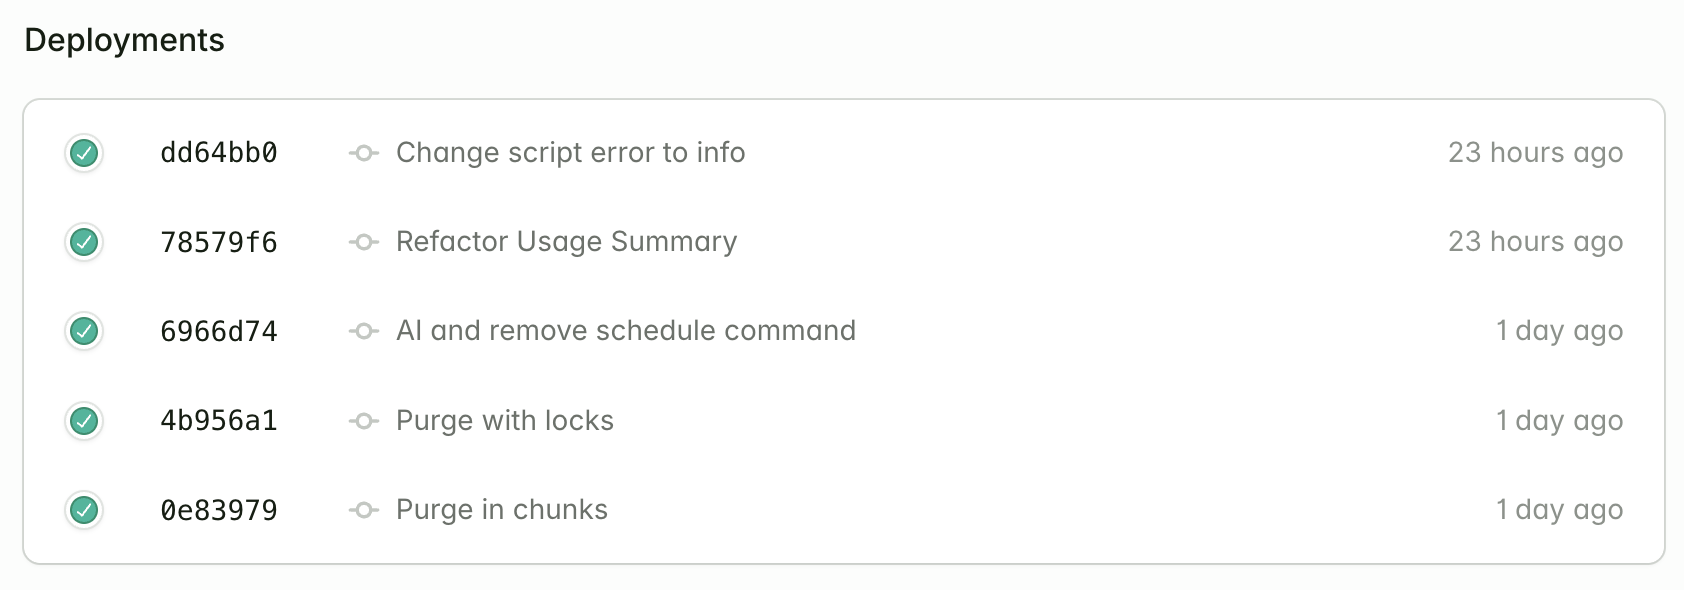 Deployments
dd64bb0 Change script error to info 23 hours ago
78579f6 Refactor Usage Summary 23 hours ago
6966d74 AI and remove schedule command 1 day ago
4b956a1 Purge with locks 1 day ago
0e83979 Purge in chunks 1 day ago